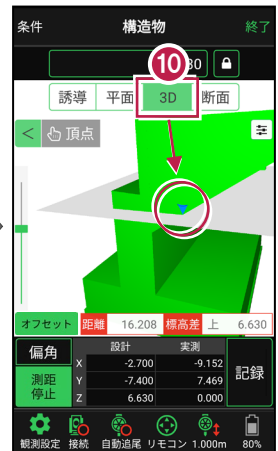 条件 構造物 終了
10 30
誘導 平面 3D 断面
< 頂点
オフセット 距離 16.208 標高差 上 6.630
偏角 設計 実測
X -2.700 -9.152
測距停止 Y -7.400 7.469 記録
Z 6.630 0.000
観測設定 接続 自動追尾 リモコン 1.000m 80%